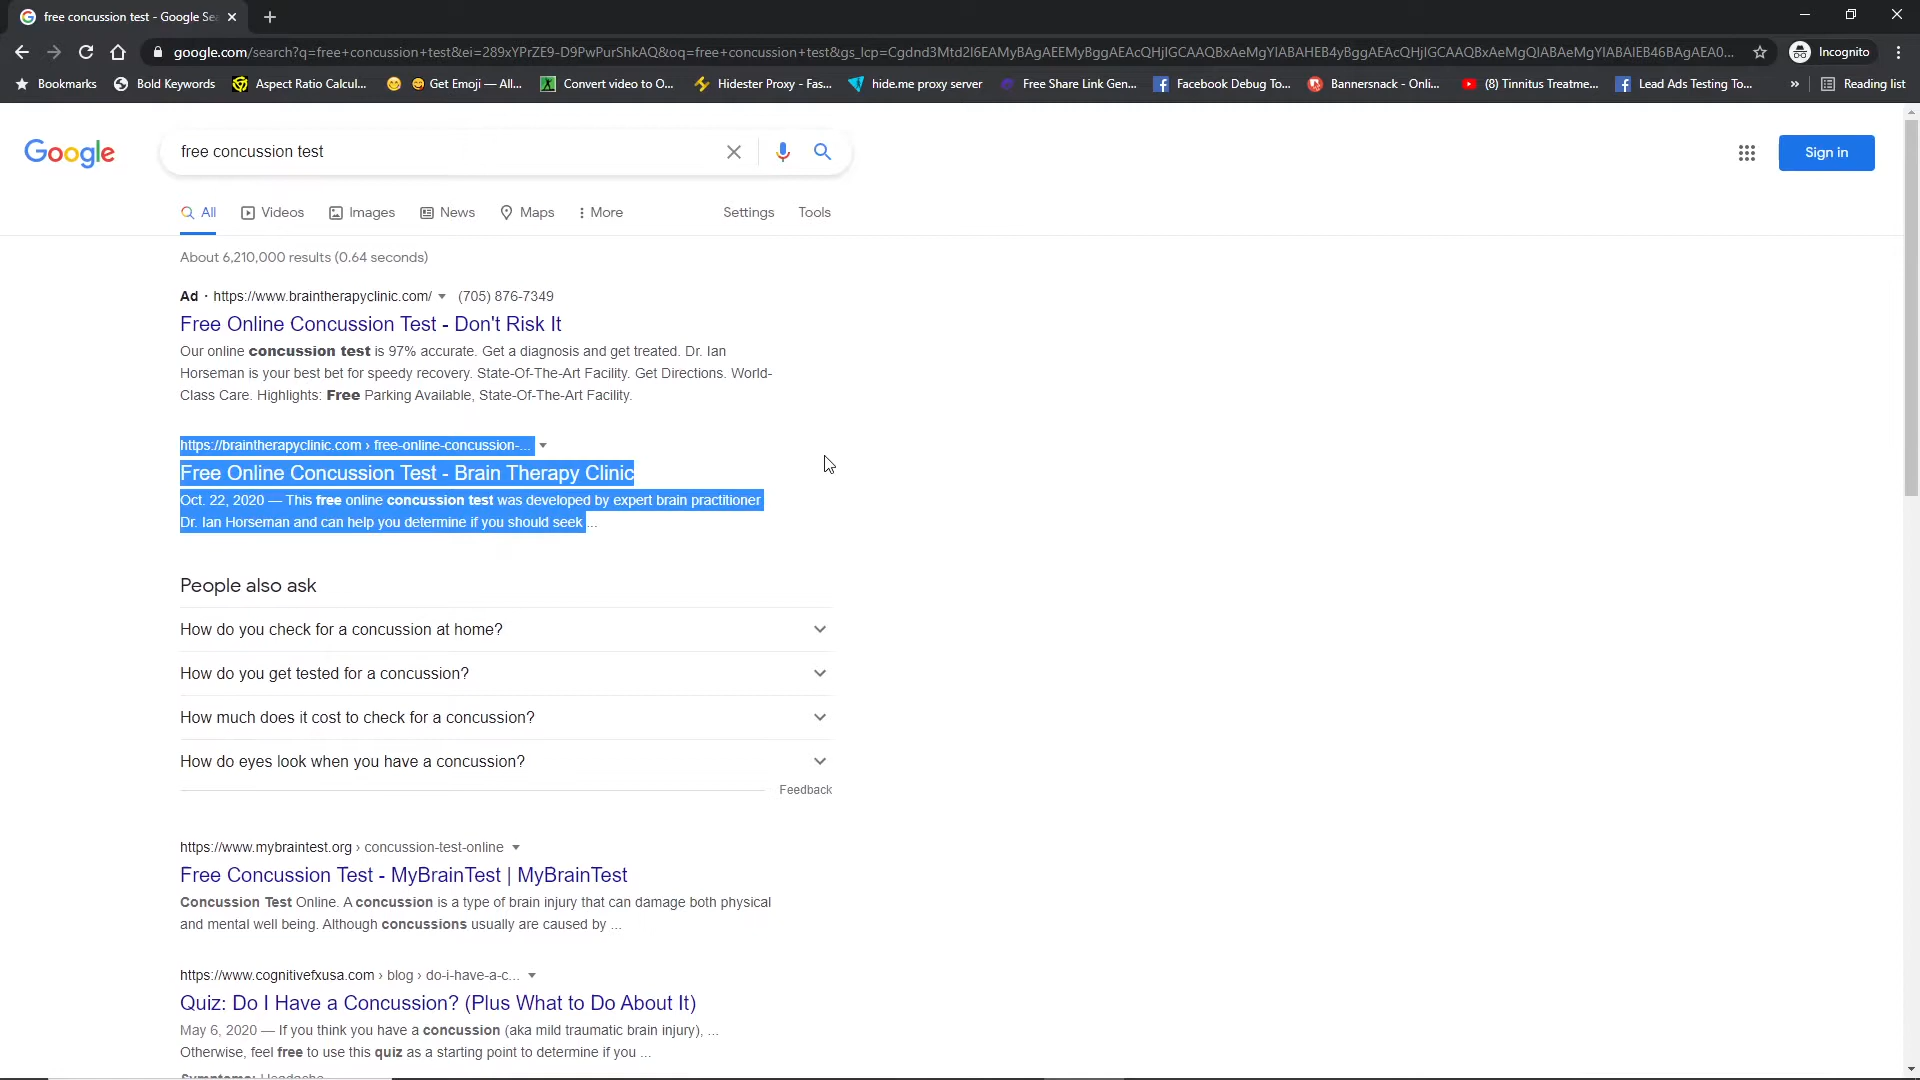 free concussion test - Google Sea
google.com/search?q=free+concussion+test&ei=289xYPrZE9-D9PwPurShkAQ&oq=free+concussion+test&gs_lcp=Cgdnd3Mtd2l6EAMyBAgAEEMyBggAEAcQHjIGCAAQBxAeMgYIABAHEB4yBggAEAcQHjIGCAAQBxAeMgQIABAeMgYIABAIEB46BAgAEA0...
Incognito
Bookmarks
Bold Keywords
Aspect Ratio Calcul...
Get Emoji — All...
Convert video to O...
Hidester Proxy - Fas...
hide.me proxy server
Free Share Link Gen...
Facebook Debug To...
Bannersnack - Onli...
(8) Tinnitus Treatme...
Lead Ads Testing To...
»
Reading list
Google
free concussion test
Sign in
All
Videos
Images
News
Maps
More
Settings
Tools
About 6,210,000 results (0.64 seconds)
Ad · https://www.braintherapyclinic.com/ (705) 876-7349
Free Online Concussion Test - Don't Risk It
Our online concussion test is 97% accurate. Get a diagnosis and get treated. Dr. Ian
Horseman is your best bet for speedy recovery. State-Of-The-Art Facility. Get Directions. World-
Class Care. Highlights: Free Parking Available, State-Of-The-Art Facility.
https://braintherapyclinic.com › free-online-concussion-...
Free Online Concussion Test - Brain Therapy Clinic
Oct. 22, 2020 — This free online concussion test was developed by expert brain practitioner
Dr. Ian Horseman and can help you determine if you should seek ...
People also ask
How do you check for a concussion at home?
How do you get tested for a concussion?
How much does it cost to check for a concussion?
How do eyes look when you have a concussion?
Feedback
https://www.mybraintest.org › concussion-test-online
Free Concussion Test - MyBrainTest | MyBrainTest
Concussion Test Online. A concussion is a type of brain injury that can damage both physical
and mental well being. Although concussions usually are caused by ...
https://www.cognitivefxusa.com › blog › do-i-have-a-c...
Quiz: Do I Have a Concussion? (Plus What to Do About It)
May 6, 2020 — If you think you have a concussion (aka mild traumatic brain injury), ...
Otherwise, feel free to use this quiz as a starting point to determine if you ...
Symptoms: Headache